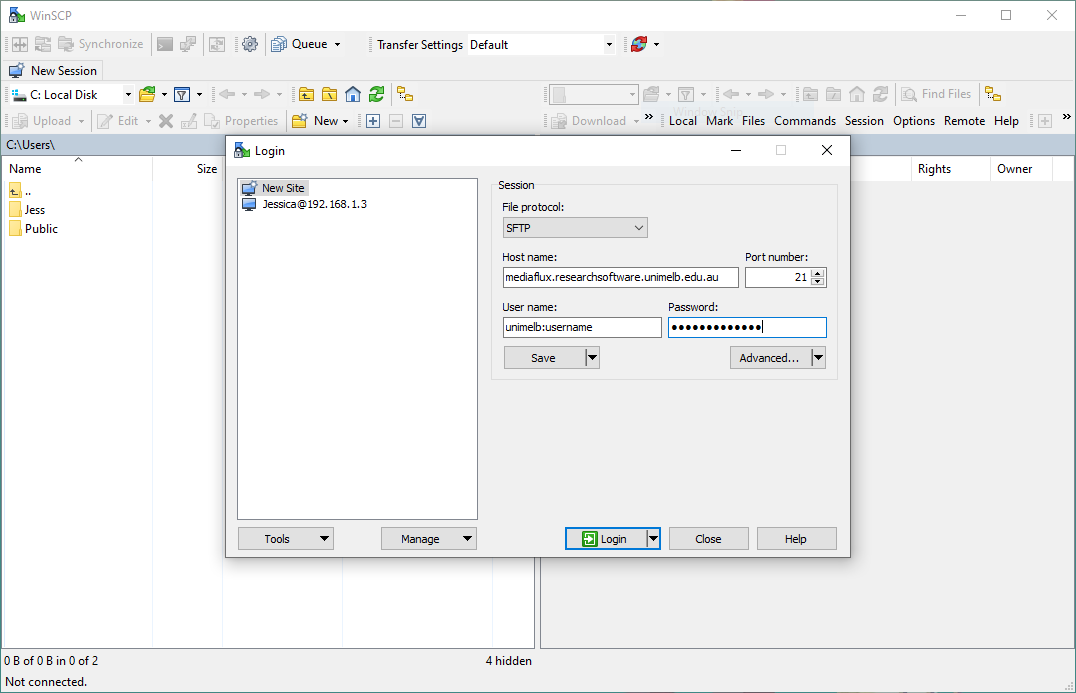 WinSCP
Synchronize Queue Transfer Settings Default
New Session
C: Local Disk Find Files
Upload Edit Properties New Download Local Mark Files Commands Session Options Remote Help
C:\Users\
Name Size Rights Owner
..
Jess
Public
Login
New Site
Jessica@192.168.1.3
Session
File protocol:
SFTP
Host name: Port number:
mediaflux.researchsoftware.unimelb.edu.au 21
User name: Password:
unimelb:username •••••••••••••
Save Advanced...
Tools Manage Login Close Help
0 B of 0 B in 0 of 2 4 hidden
Not connected.